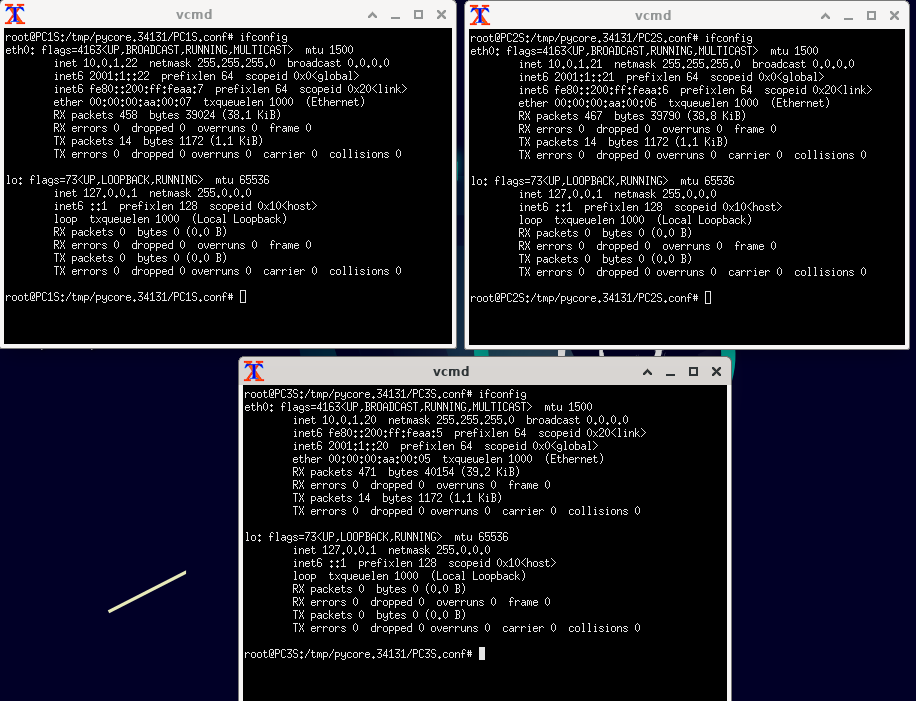 vcmd
root@PC1S:/tmp/pycore.34131/PC1S.conf# ifconfig
eth0: flags=4163<UP,BROADCAST,RUNNING,MULTICAST>  mtu 1500
        inet 10.0.1.22  netmask 255.255.255.0  broadcast 0.0.0.0
        inet6 2001:1::22  prefixlen 64  scopeid 0x0<global>
        inet6 fe80::200:ff:feaa:7  prefixlen 64  scopeid 0x20<link>
        ether 00:00:00:aa:00:07  txqueuelen 1000  (Ethernet)
        RX packets 458  bytes 39024 (38.1 KiB)
        RX errors 0  dropped 0  overruns 0  frame 0
        TX packets 14  bytes 1172 (1.1 KiB)
        TX errors 0  dropped 0 overruns 0  carrier 0  collisions 0
lo: flags=73<UP,LOOPBACK,RUNNING>  mtu 65536
        inet 127.0.0.1  netmask 255.0.0.0
        inet6 ::1  prefixlen 128  scopeid 0x10<host>
        loop  txqueuelen 1000  (Local Loopback)
        RX packets 0  bytes 0 (0.0 B)
        RX errors 0  dropped 0  overruns 0  frame 0
        TX packets 0  bytes 0 (0.0 B)
        TX errors 0  dropped 0 overruns 0  carrier 0  collisions 0
root@PC1S:/tmp/pycore.34131/PC1S.conf#
vcmd
root@PC2S:/tmp/pycore.34131/PC2S.conf# ifconfig
eth0: flags=4163<UP,BROADCAST,RUNNING,MULTICAST>  mtu 1500
        inet 10.0.1.21  netmask 255.255.255.0  broadcast 0.0.0.0
        inet6 2001:1::21  prefixlen 64  scopeid 0x0<global>
        inet6 fe80::200:ff:feaa:6  prefixlen 64  scopeid 0x20<link>
        ether 00:00:00:aa:00:06  txqueuelen 1000  (Ethernet)
        RX packets 467  bytes 39790 (38.8 KiB)
        RX errors 0  dropped 0  overruns 0  frame 0
        TX packets 14  bytes 1172 (1.1 KiB)
        TX errors 0  dropped 0 overruns 0  carrier 0  collisions 0
lo: flags=73<UP,LOOPBACK,RUNNING>  mtu 65536
        inet 127.0.0.1  netmask 255.0.0.0
        inet6 ::1  prefixlen 128  scopeid 0x10<host>
        loop  txqueuelen 1000  (Local Loopback)
        RX packets 0  bytes 0 (0.0 B)
        RX errors 0  dropped 0  overruns 0  frame 0
        TX packets 0  bytes 0 (0.0 B)
        TX errors 0  dropped 0 overruns 0  carrier 0  collisions 0
root@PC2S:/tmp/pycore.34131/PC2S.conf#
vcmd
root@PC3S:/tmp/pycore.34131/PC3S.conf# ifconfig
eth0: flags=4163<UP,BROADCAST,RUNNING,MULTICAST>  mtu 1500
        inet 10.0.1.20  netmask 255.255.255.0  broadcast 0.0.0.0
        inet6 fe80::200:ff:feaa:5  prefixlen 64  scopeid 0x20<link>
        inet6 2001:1::20  prefixlen 64  scopeid 0x0<global>
        ether 00:00:00:aa:00:05  txqueuelen 1000  (Ethernet)
        RX packets 471  bytes 40154 (39.2 KiB)
        RX errors 0  dropped 0  overruns 0  frame 0
        TX packets 14  bytes 1172 (1.1 KiB)
        TX errors 0  dropped 0 overruns 0  carrier 0  collisions 0
lo: flags=73<UP,LOOPBACK,RUNNING>  mtu 65536
        inet 127.0.0.1  netmask 255.0.0.0
        inet6 ::1  prefixlen 128  scopeid 0x10<host>
        loop  txqueuelen 1000  (Local Loopback)
        RX packets 0  bytes 0 (0.0 B)
        RX errors 0  dropped 0  overruns 0  frame 0
        TX packets 0  bytes 0 (0.0 B)
        TX errors 0  dropped 0 overruns 0  carrier 0  collisions 0
root@PC3S:/tmp/pycore.34131/PC3S.conf#